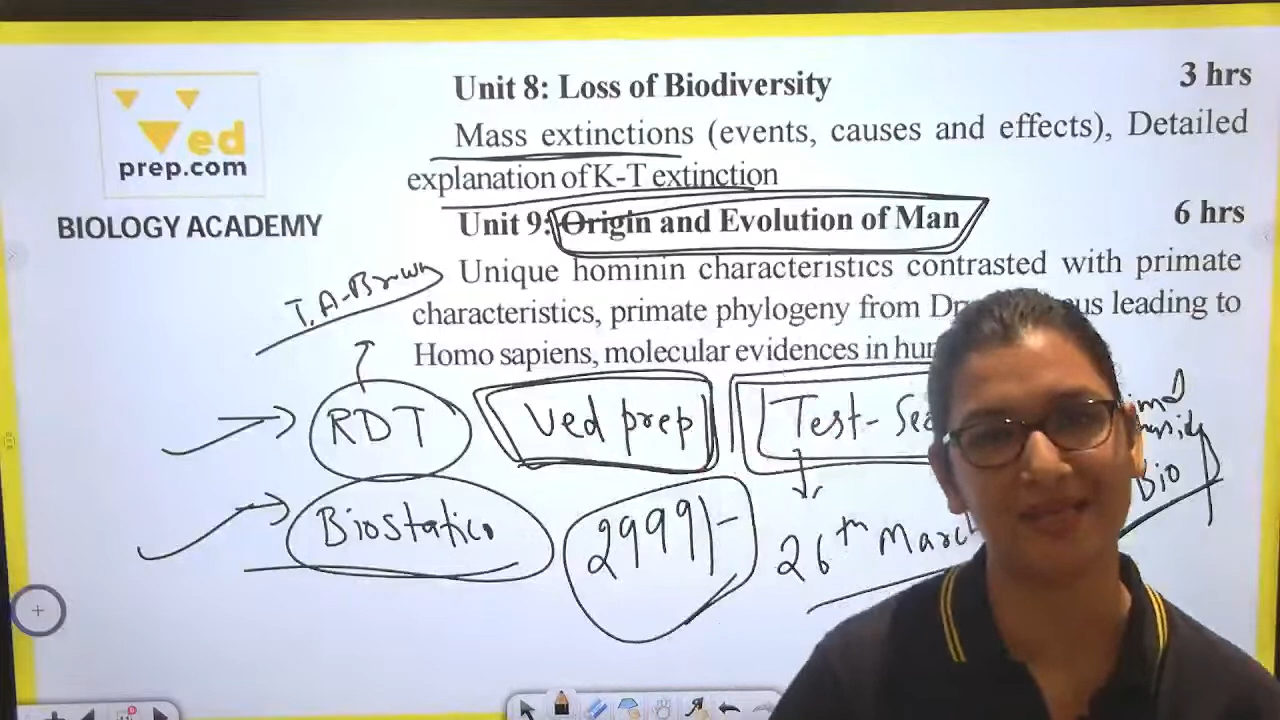 Unit 8: Loss of Biodiversity 3 hrs
Mass extinctions (events, causes and effects), Detailed
explanation of K-T extinction
Unit 9: Origin and Evolution of Man 6 hrs
Unique hominin characteristics contrasted with primate
characteristics, primate phylogeny from leading to
Homo sapiens, molecular evidences in
Ved
prep.com
BIOLOGY ACADEMY
T.A-Brown
RDT
Ved prep
Test-
Bio
Biostatics
2999/-
26th March